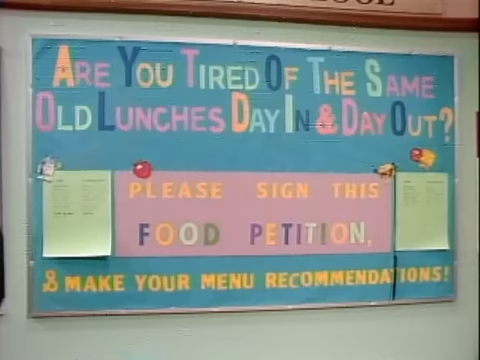 Are You Tired Of The Same
Old Lunches Day In & Day Out?
PLEASE SIGN THIS
FOOD PETITION,
& MAKE YOUR MENU RECOMMENDATIONS!